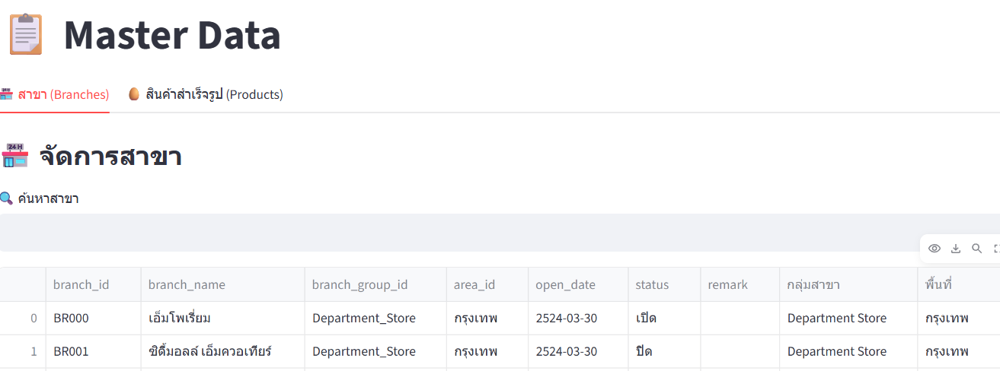 Master Data
สาขา (Branches) สินค้าสำเร็จรูป (Products)
24 H จัดการสาขา
ค้นหาสาขา
branch_id branch_name branch_group_id area_id open_date status remark กลุ่มสาขา พื้นที่
0 BR000 เอ็มโพเรี่ยม Department_Store กรุงเทพ 2524-03-30 เปิด Department Store กรุงเทพ
1 BR001 ซิตี้มอลล์ เอ็มควอเทียร์ Department_Store กรุงเทพ 2524-03-30 ปิด Department Store กรุงเทพ